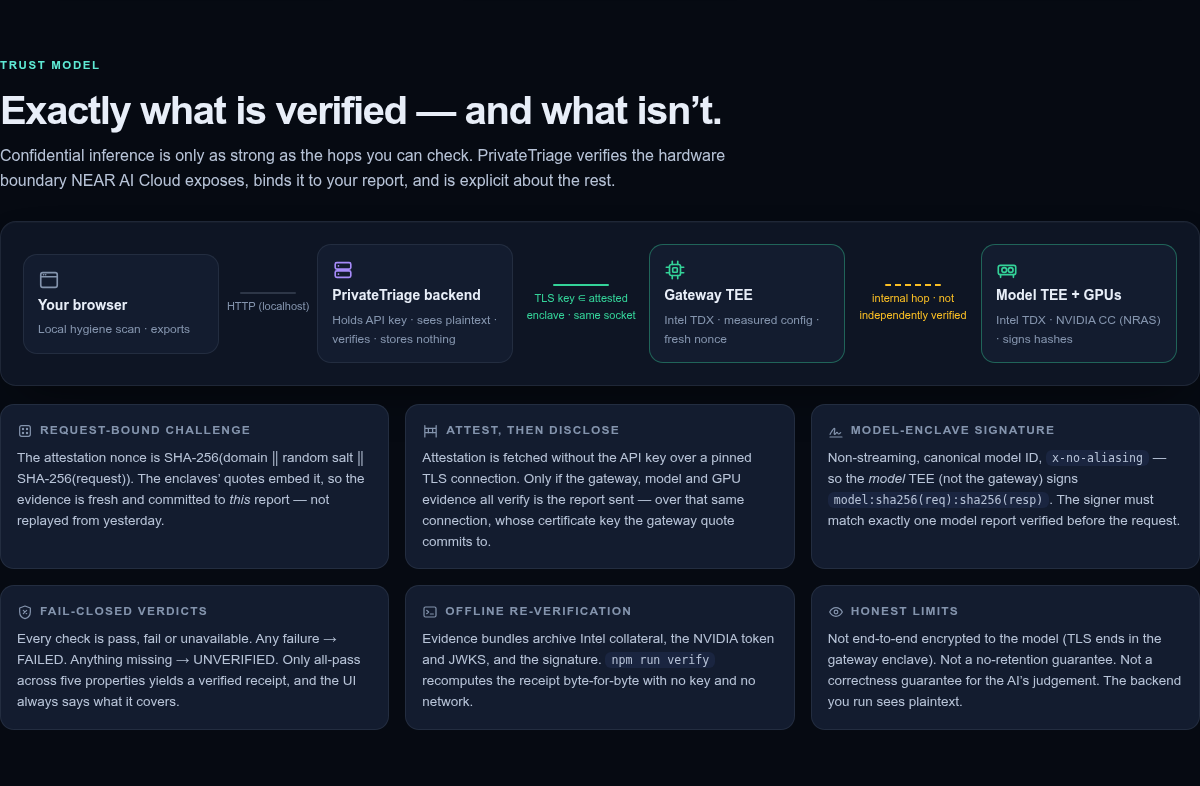 TRUST MODEL
Exactly what is verified — and what isn’t.
Confidential inference is only as strong as the hops you can check. PrivateTriage verifies the hardware
boundary NEAR AI Cloud exposes, binds it to your report, and is explicit about the rest.
Your browser
Local hygiene scan · exports
HTTP (localhost)
PrivateTriage backend
Holds API key · sees plaintext ·
verifies · stores nothing
TLS key ∈ attested
enclave · same socket
Gateway TEE
Intel TDX · measured config ·
fresh nonce
internal hop · not
independently verified
Model TEE + GPUs
Intel TDX · NVIDIA CC (NRAS)
· signs hashes
REQUEST-BOUND CHALLENGE
The attestation nonce is SHA-256(domain || random salt ||
SHA-256(request)). The enclaves’ quotes embed it, so the
evidence is fresh and committed to this report — not
replayed from yesterday.
ATTEST, THEN DISCLOSE
Attestation is fetched without the API key over a pinned
TLS connection. Only if the gateway, model and GPU
evidence all verify is the report sent — over that same
connection, whose certificate key the gateway quote
commits to.
MODEL-ENCLAVE SIGNATURE
Non-streaming, canonical model ID, x-no-aliasing —
so the model TEE (not the gateway) signs
model:sha256(req):sha256(resp) . The signer must
match exactly one model report verified before the request.
FAIL-CLOSED VERDICTS
Every check is pass, fail or unavailable. Any failure →
FAILED. Anything missing → UNVERIFIED. Only all-pass
across five properties yields a verified receipt, and the UI
always says what it covers.
OFFLINE RE-VERIFICATION
Evidence bundles archive Intel collateral, the NVIDIA token
and JWKS, and the signature. npm run verify
recomputes the receipt byte-for-byte with no key and no
network.
HONEST LIMITS
Not end-to-end encrypted to the model (TLS ends in the
gateway enclave). Not a no-retention guarantee. Not a
correctness guarantee for the AI’s judgement. The backend
you run sees plaintext.